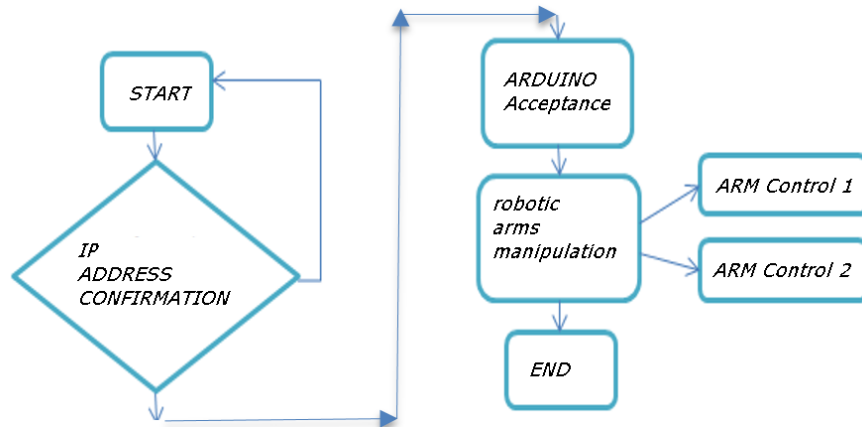 START
IP
ADDRESS
CONFIRMATION
ARDUINO
Acceptance
robotic
arms
manipulation
ARM Control 1
ARM Control 2
END